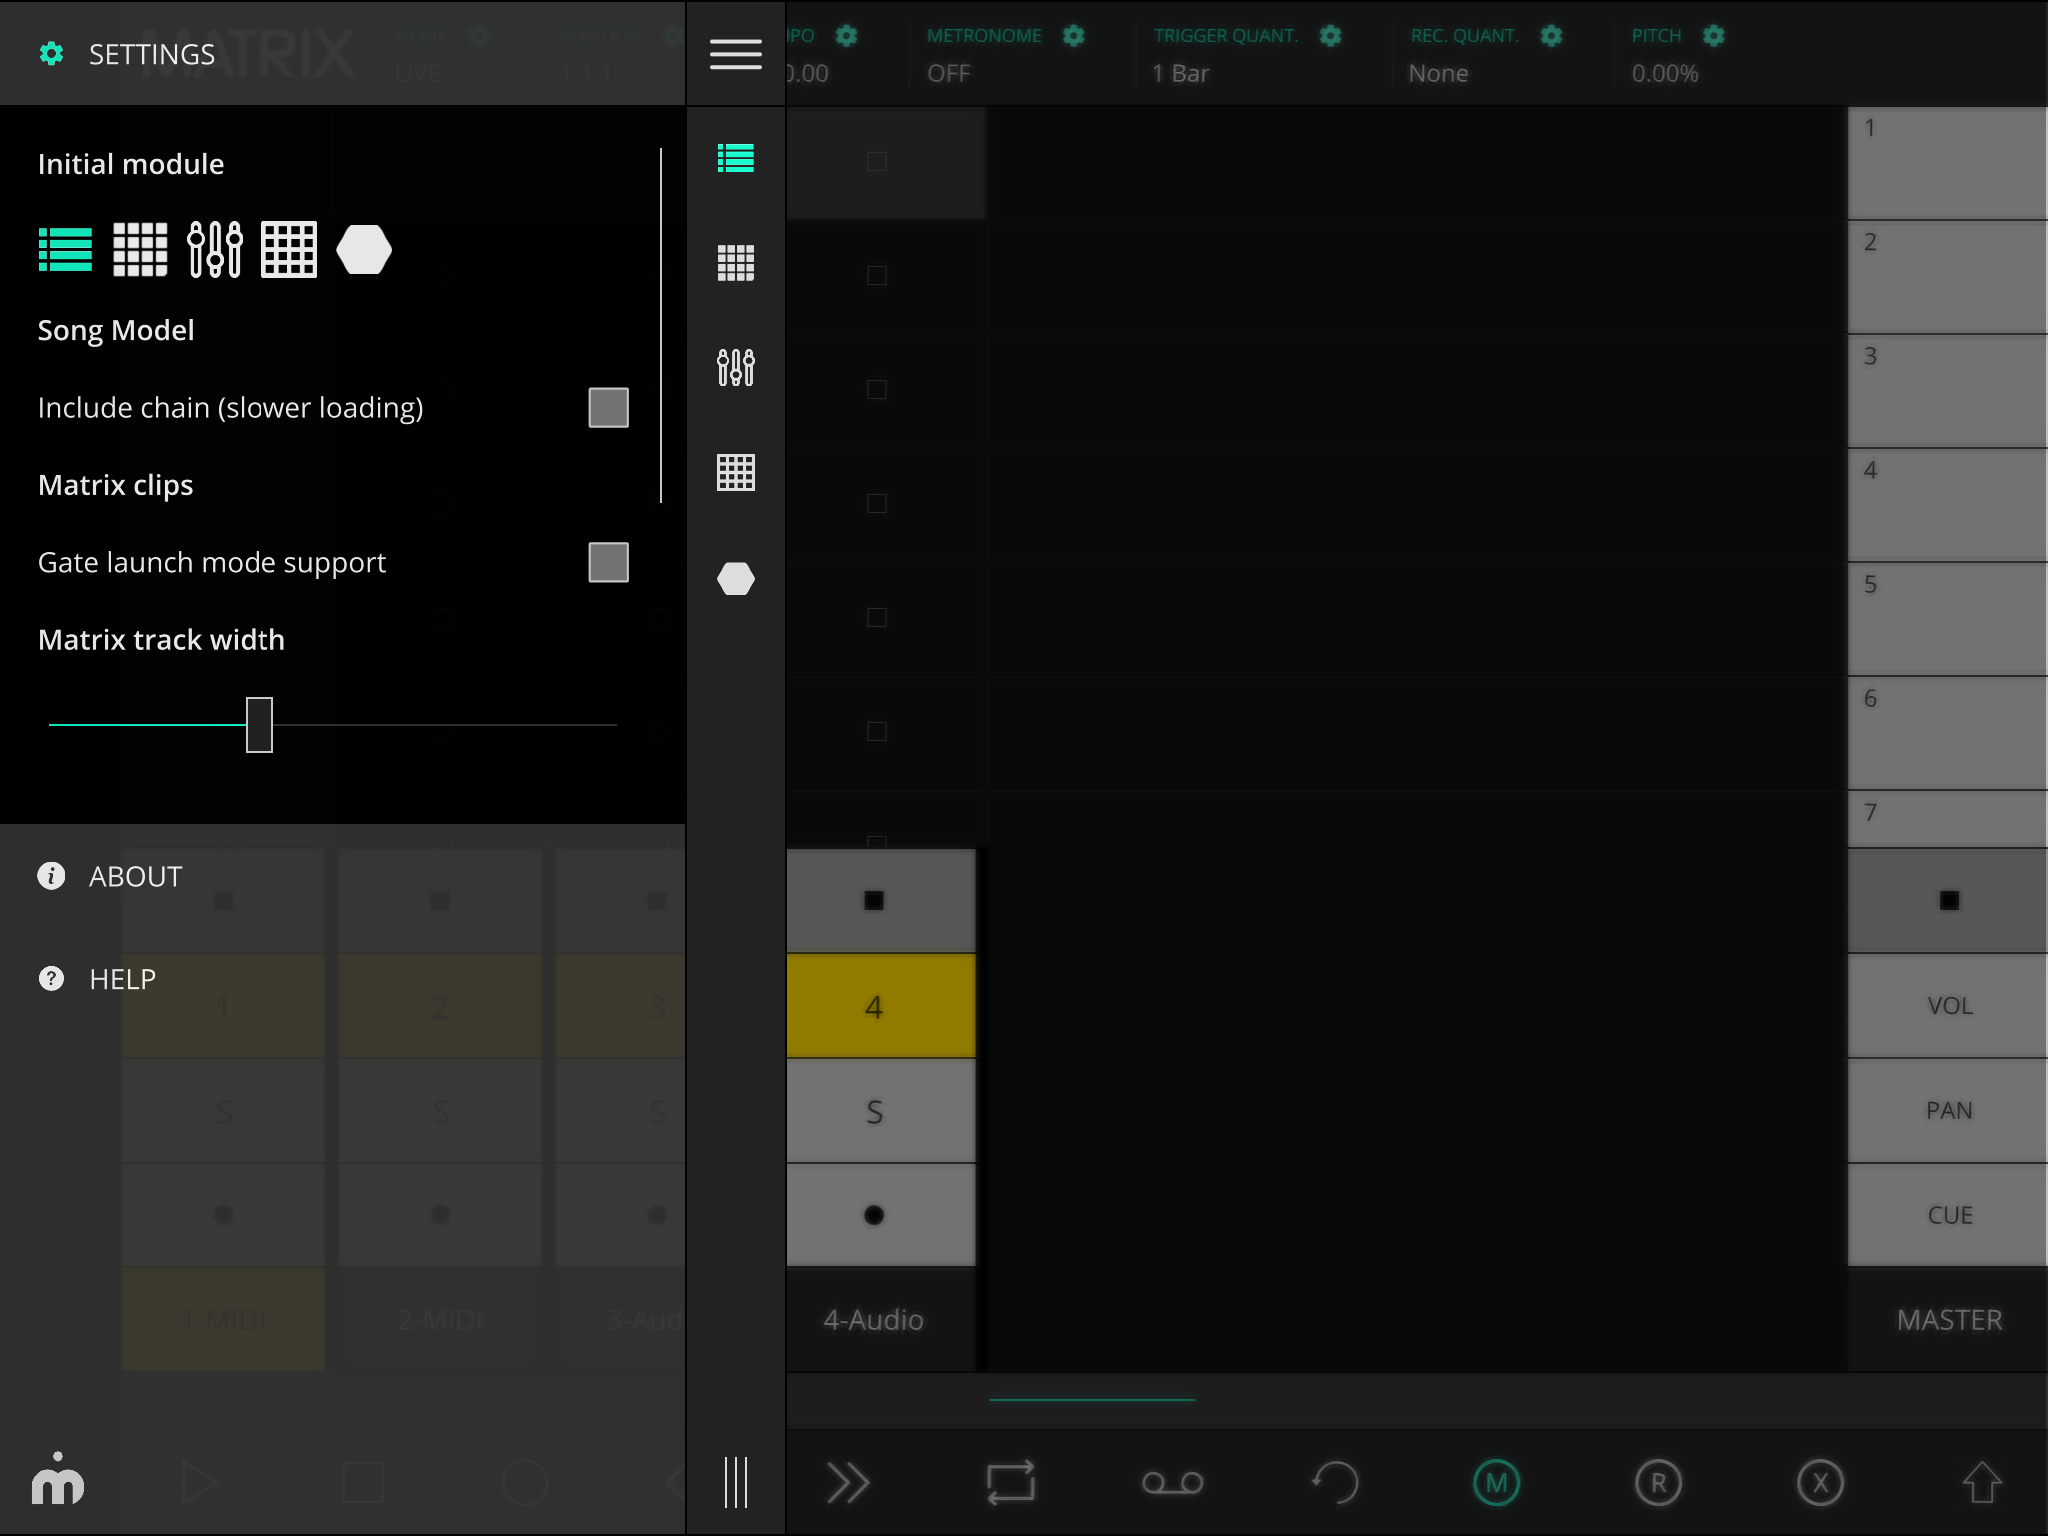 SETTINGS
MATRIX
MODE
LIVE
POSITION
1.1.1
MPO
0.00
METRONOME
OFF
TRIGGER QUANT.
1 Bar
REC. QUANT.
None
PITCH
0.00%
Initial module
Song Model
Include chain (slower loading)
Matrix clips
Gate launch mode support
Matrix track width
1
2
3
4
5
6
7
ABOUT
HELP
1
2
3
4
VOL
S
S
S
S
PAN
CUE
1-MIDI
2-MIDI
3-Aud
4-Audio
MASTER
m
M
R
X